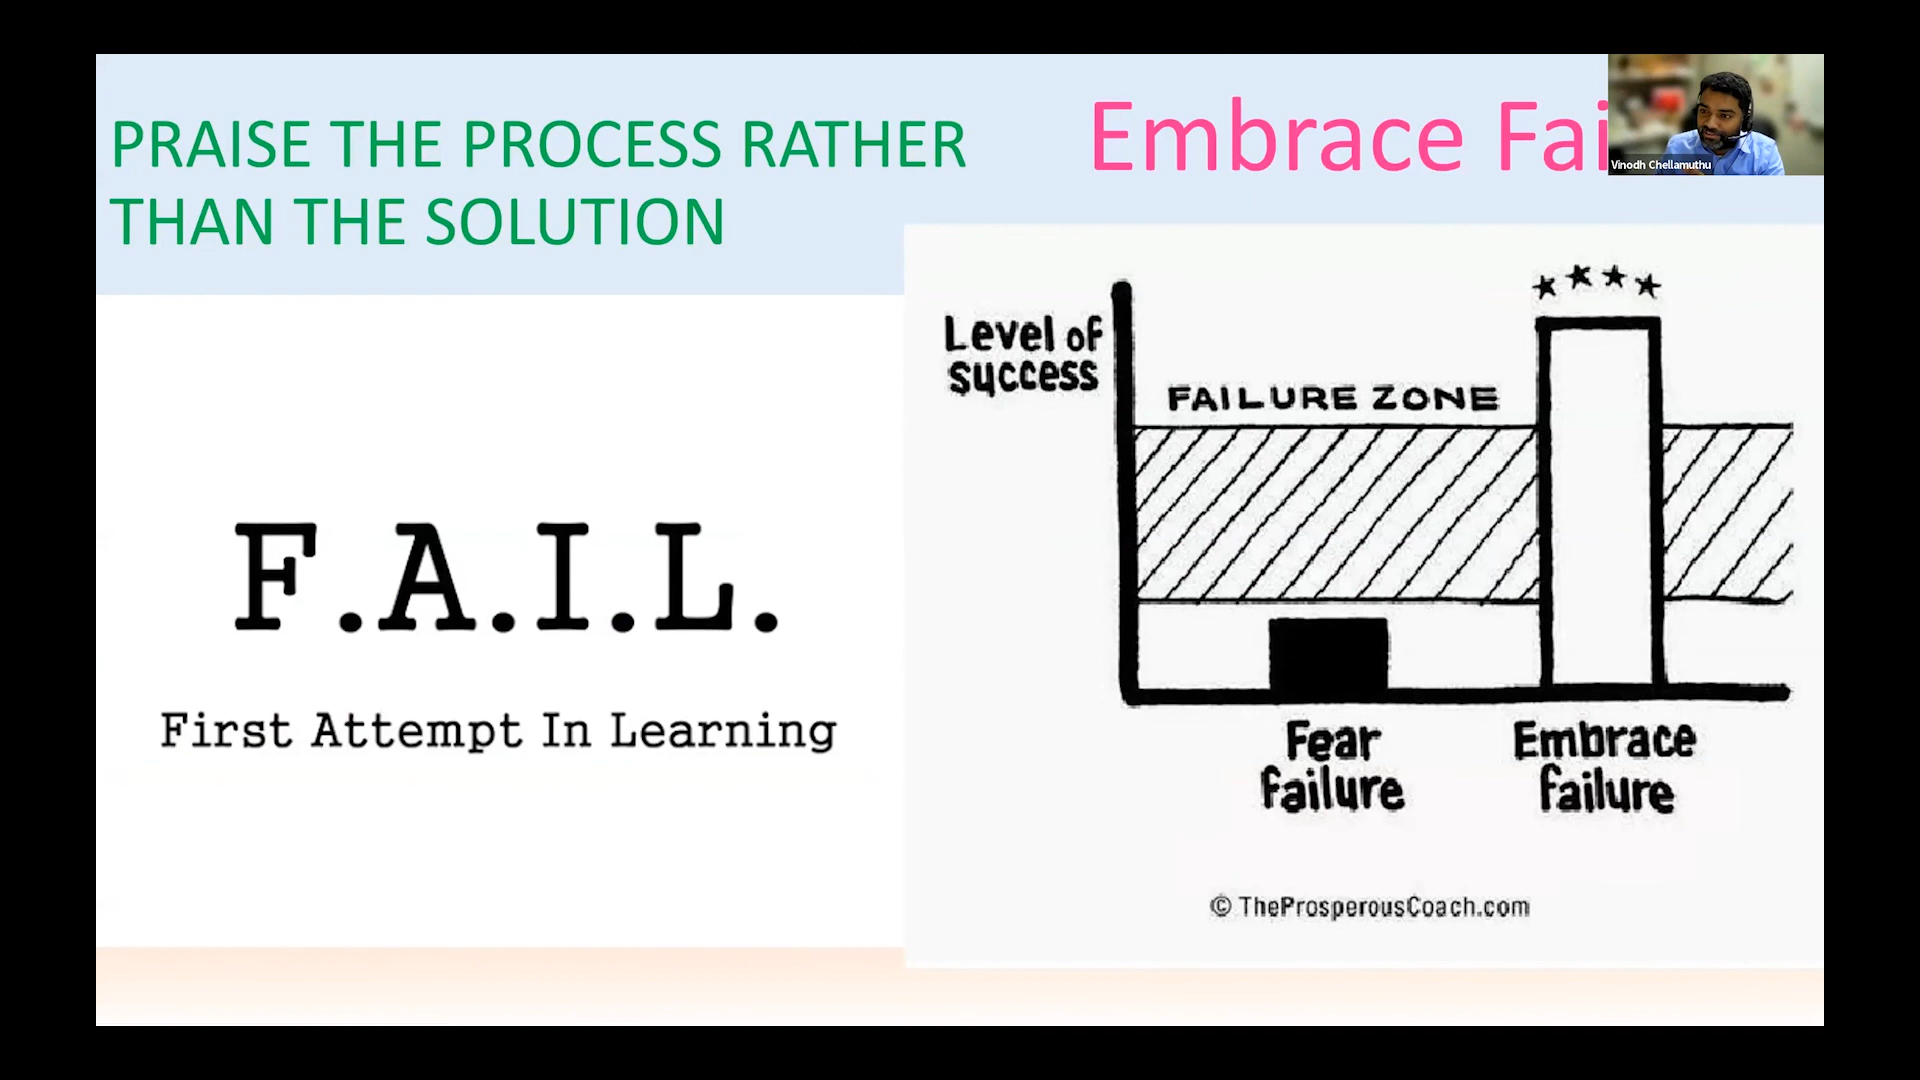 PRAISE THE PROCESS RATHER
THAN THE SOLUTION
Embrace Fai
Vinodh Chellamuthu
F.A.I.L.
First Attempt In Learning
Level of
success
FAILURE ZONE
Fear
failure
Embrace
failure
© TheProsperousCoach.com